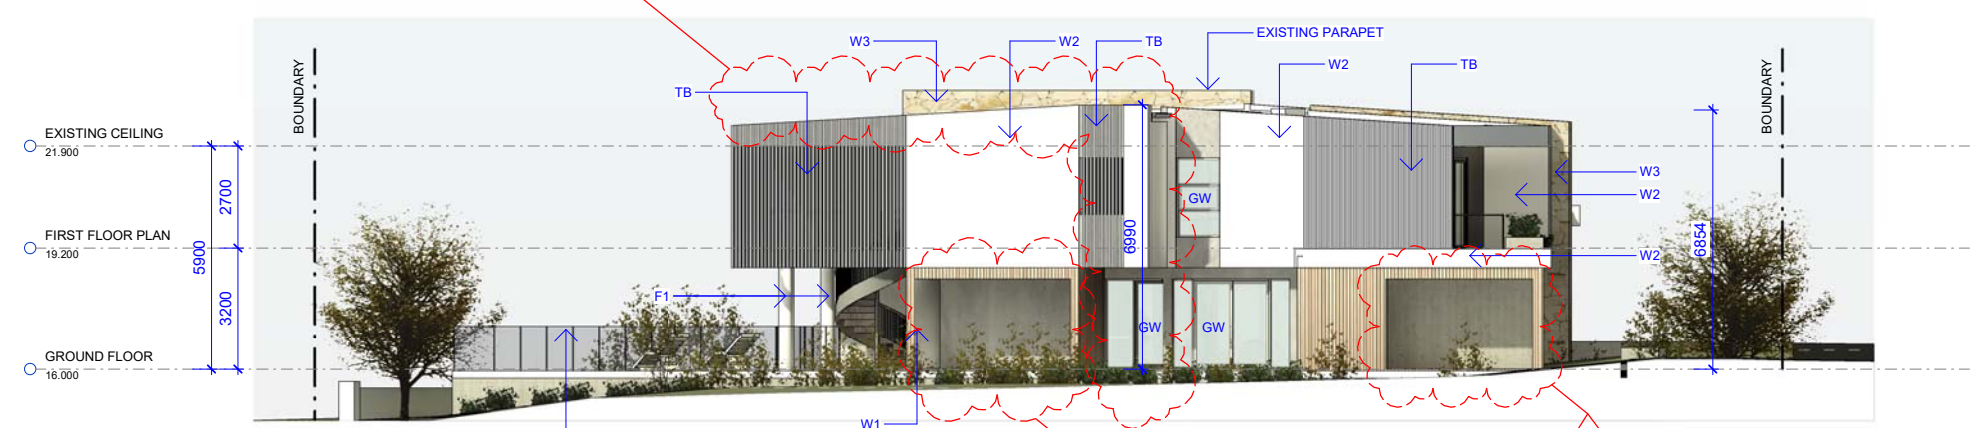 EXISTING PARAPET
W3
W2
TB
W2
TB
BOUNDARY
BOUNDARY
TB
EXISTING CEILING
21.900
2700
W3
W2
GW
FIRST FLOOR PLAN
19.200
5900
6990
6854
W2
3200
F1
GW
GW
GROUND FLOOR
16.000
W1